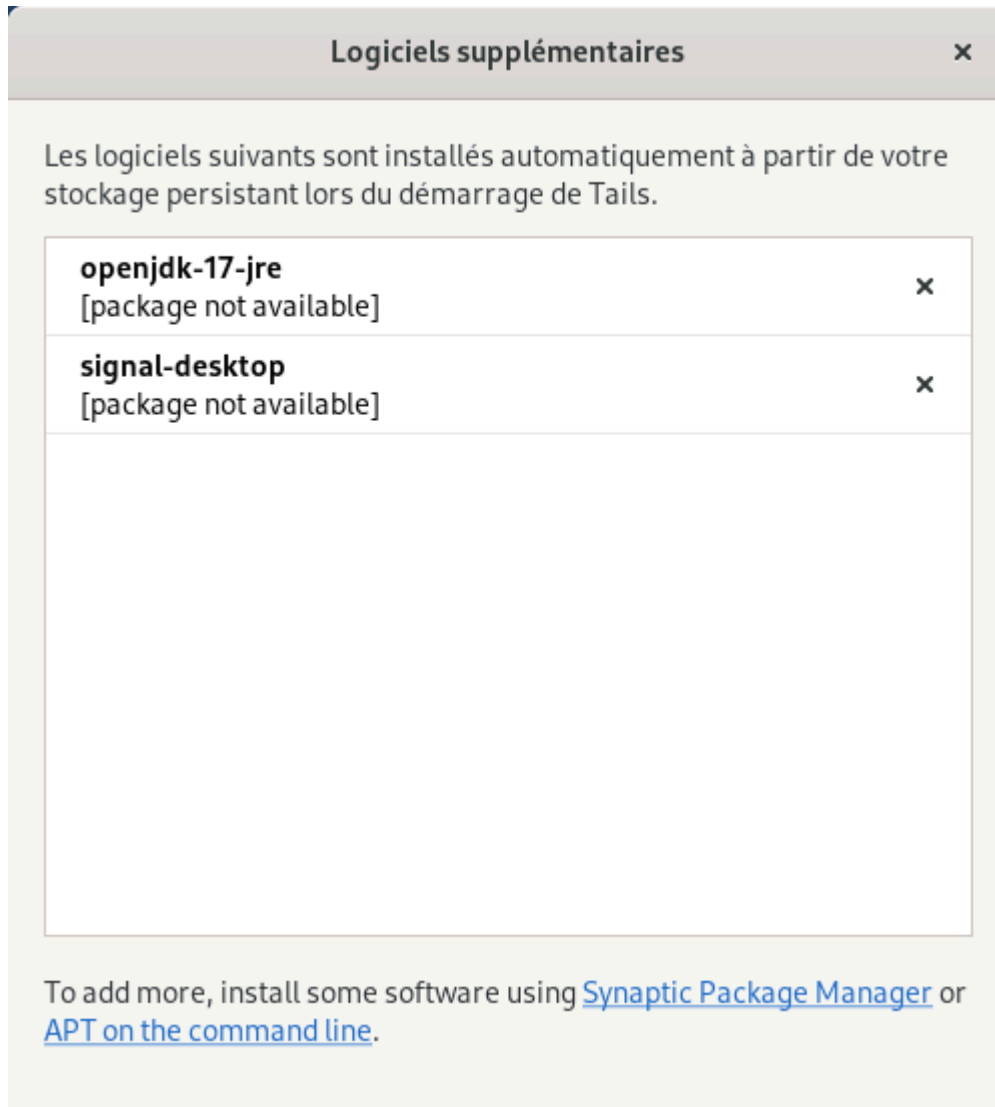 Logiciels supplémentaires
Les logiciels suivants sont installés automatiquement à partir de votre
stockage persistant lors du démarrage de Tails.
openjdk-17-jre
[package not available]
signal-desktop
[package not available]
To add more, install some software using Synaptic Package Manager or
APT on the command line.